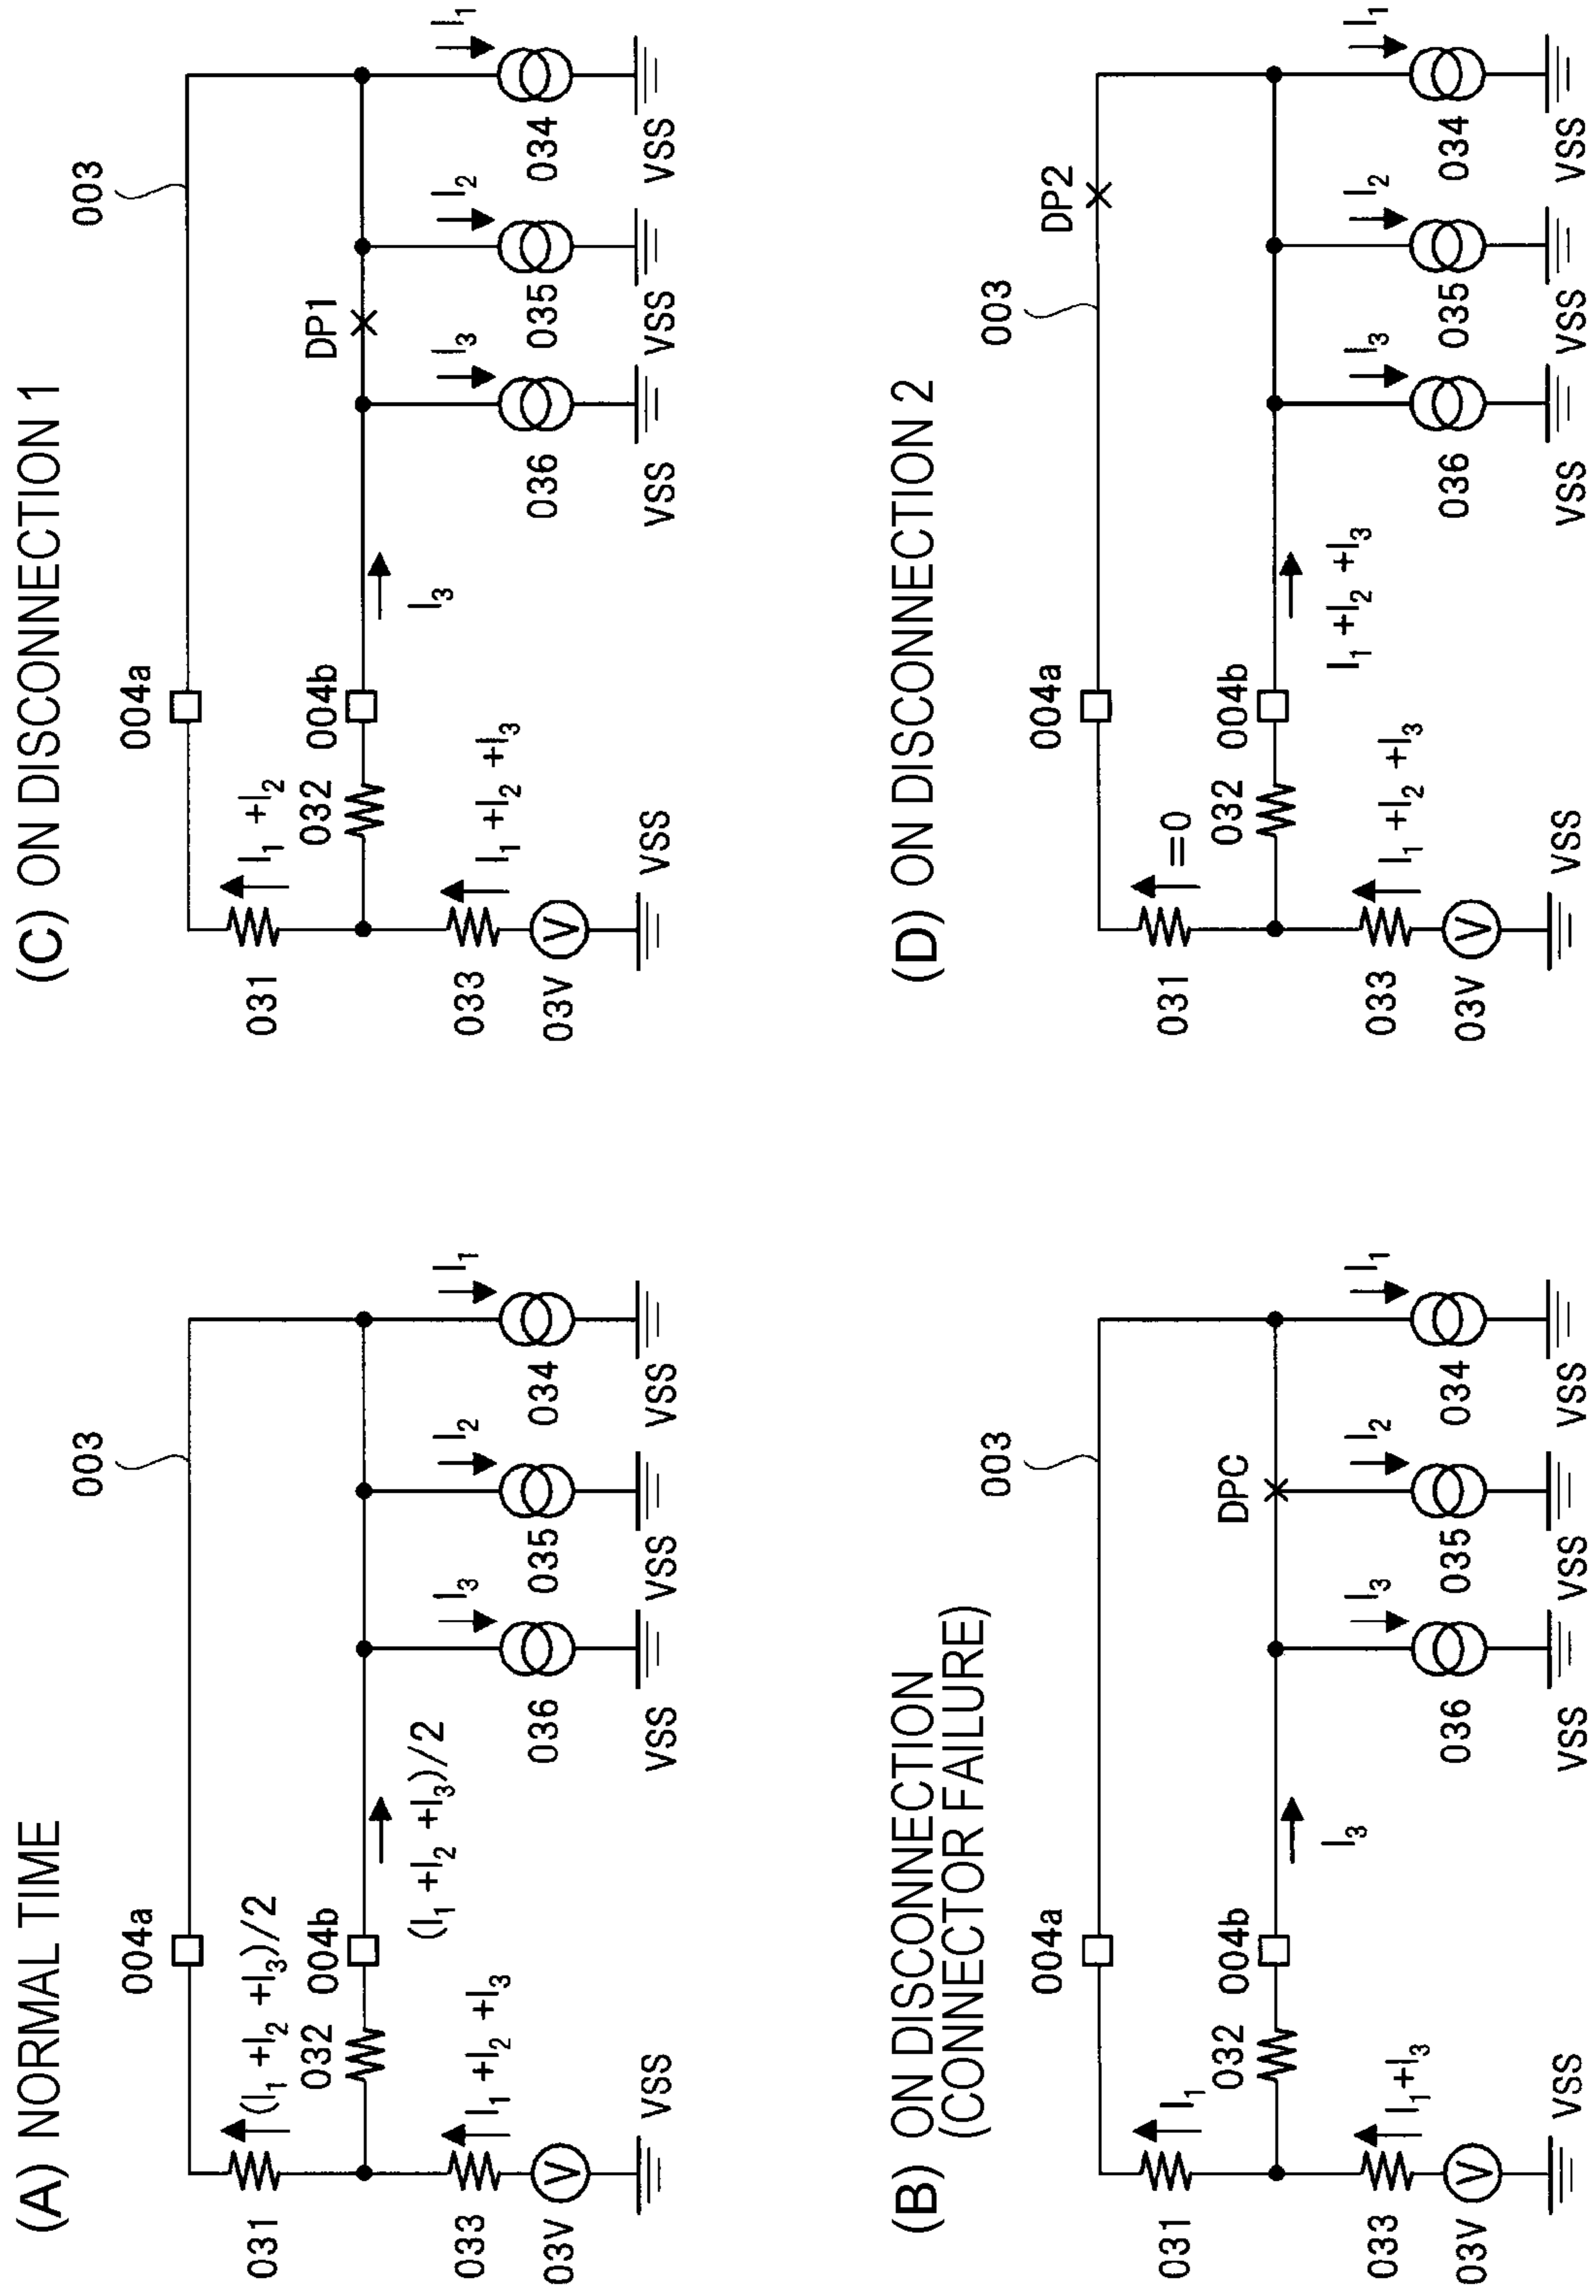 (A) NORMAL TIME
003
004a
031
(I₁ +I₂ +I₃)/2
032
004b
(I₁ +I₂ +I₃)/2
033
I₁ +I₂ +I₃
03V
VSS
I₃
036
VSS
I₂
035
VSS
I₁
034
VSS
(B) ON DISCONNECTION
(CONNECTOR FAILURE)
003
004a
031
I₁
032
004b
I₃
033
I₁+I₃
03V
VSS
DPC
I₃
036
VSS
I₂
035
VSS
I₁
034
VSS
(C) ON DISCONNECTION 1
003
004a
031
I₁ +I₂
032
004b
I₃
033
I₁ +I₂ +I₃
03V
VSS
DP1
I₃
036
VSS
I₂
035
VSS
I₁
034
VSS
(D) ON DISCONNECTION 2
003
DP2
004a
031
=0
032
004b
I₁ +I₂ +I₃
033
I₁ +I₂ +I₃
03V
VSS
I₃
036
VSS
I₂
035
VSS
I₁
034
VSS